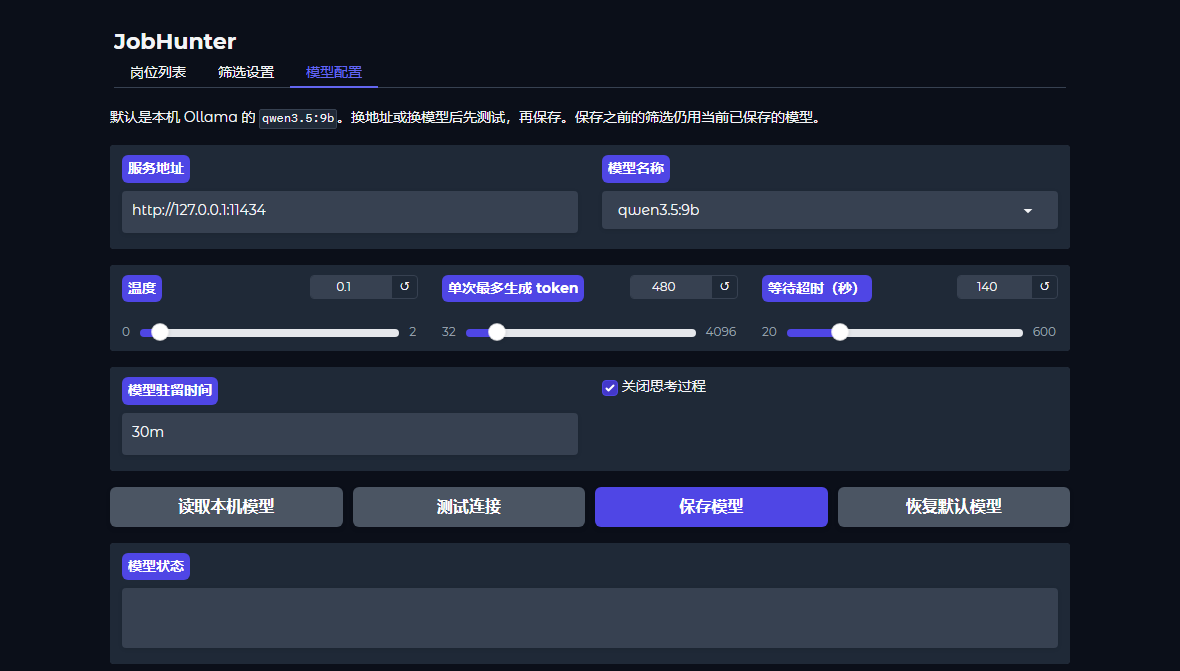 JobHunter
岗位列表 筛选设置 模型配置
默认是本机 Ollama 的 qwen3.5:9b。换地址或换模型后先测试，再保存。保存之前的筛选仍用当前已保存的模型。
服务地址 模型名称
http://127.0.0.1:11434 qwen3.5:9b
温度 0.1 ↺ 单次最多生成 token 480 ↺ 等待超时（秒） 140 ↺
0 2 32 4096 20 600
模型驻留时间 关闭思考过程
30m
读取本机模型 测试连接 保存模型 恢复默认模型
模型状态